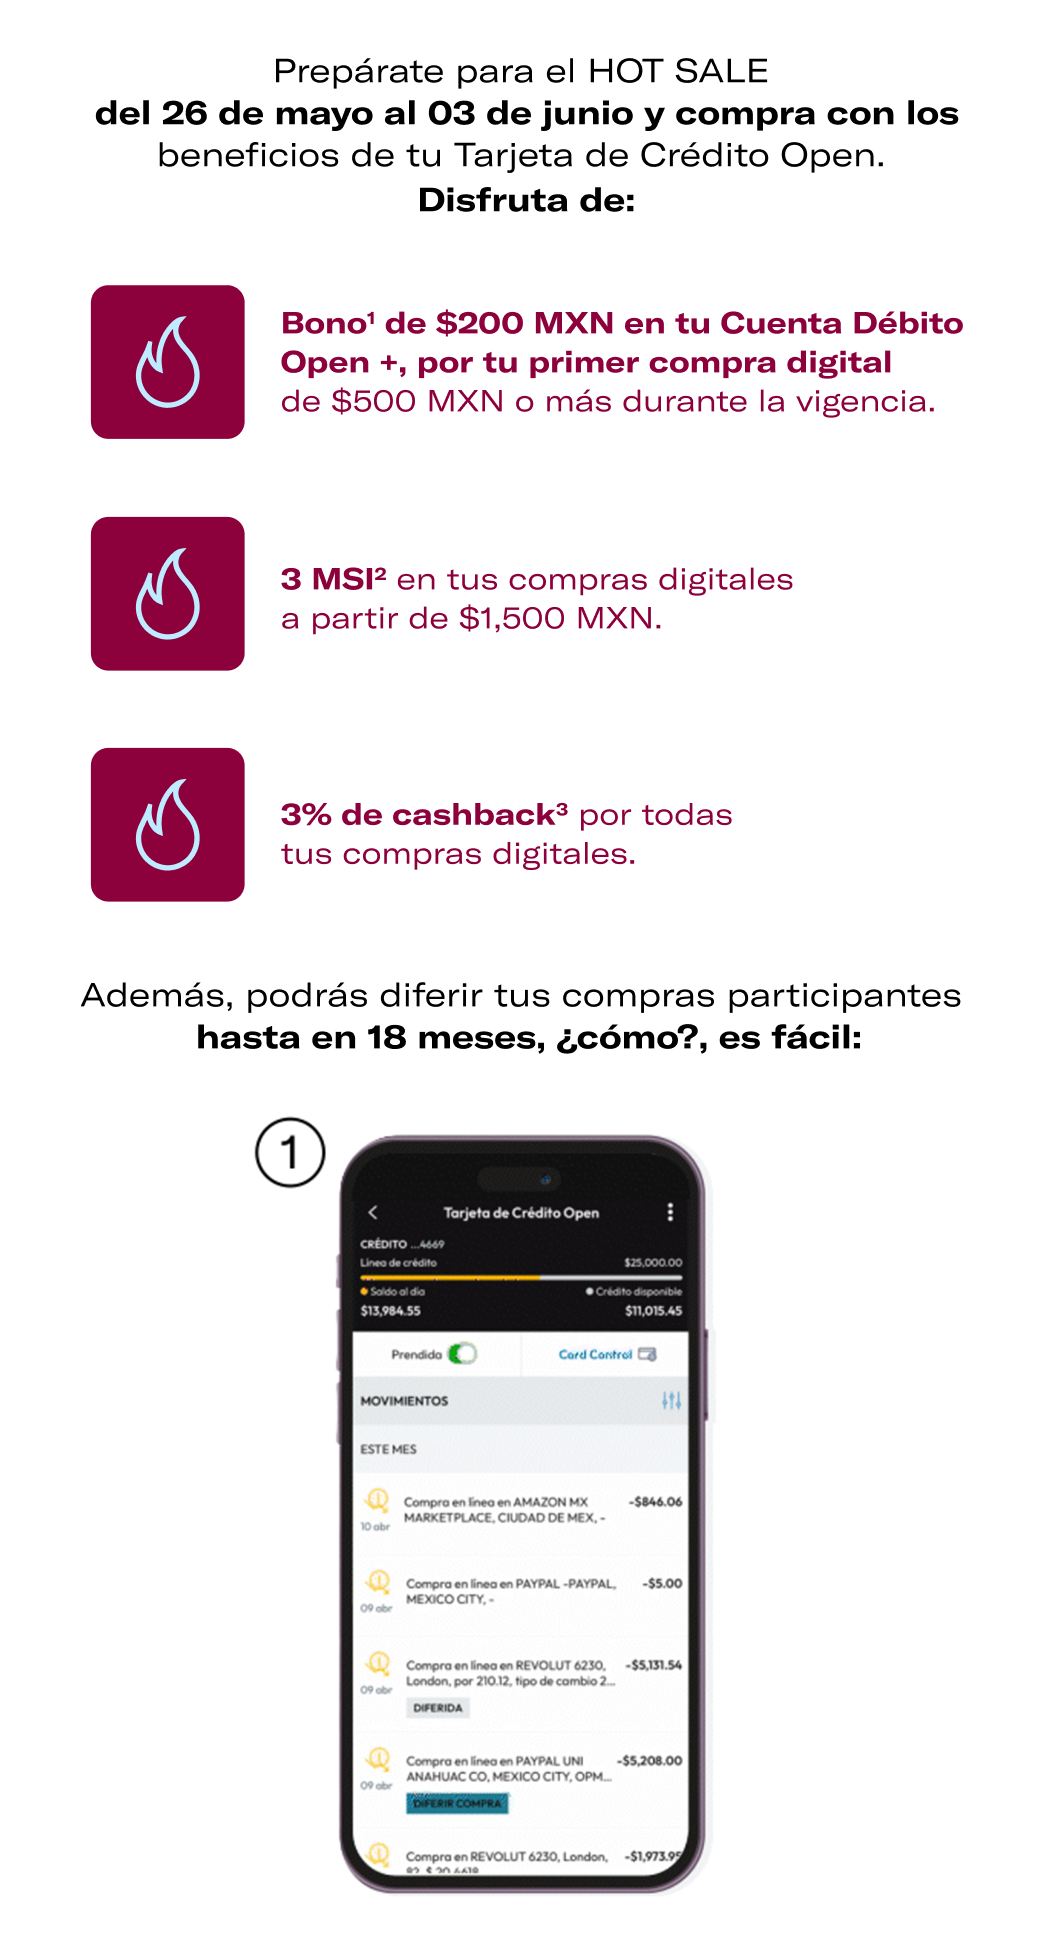 Prepárate para el HOT SALE
del 26 de mayo al 03 de junio y compra con los
beneficios de tu Tarjeta de Crédito Open.
Disfruta de:
Bono¹ de $200 MXN en tu Cuenta Débito
Open +, por tu primer compra digital
de $500 MXN o más durante la vigencia.
3 MSI² en tus compras digitales
a partir de $1,500 MXN.
3% de cashback³ por todas
tus compras digitales.
Además, podrás diferir tus compras participantes
hasta en 18 meses, ¿cómo?, es fácil:
1
Tarjeta de Crédito Open
CRÉDITO ...4669
Línea de crédito $25,000.00
Saldo al día Crédito disponible
$13,984.55 $11,015.45
Prendida Card Control
MOVIMIENTOS
ESTE MES
Compra en línea en AMAZON MX -$846.06
MARKETPLACE, CIUDAD DE MEX, -
10 abr
Compra en línea en PAYPAL -PAYPAL, -$5.00
MEXICO CITY, -
09 abr
Compra en línea en REVOLUT 6230, -$5,131.54
London, por 210.12, tipo de cambio 2...
09 abr
DIFERIDA
Compra en línea en PAYPAL UNI -$5,208.00
ANAHUAC CO, MEXICO CITY, OPM...
09 abr
DIFERIR COMPRA
Compra en REVOLUT 6230, London, -$1,973.95